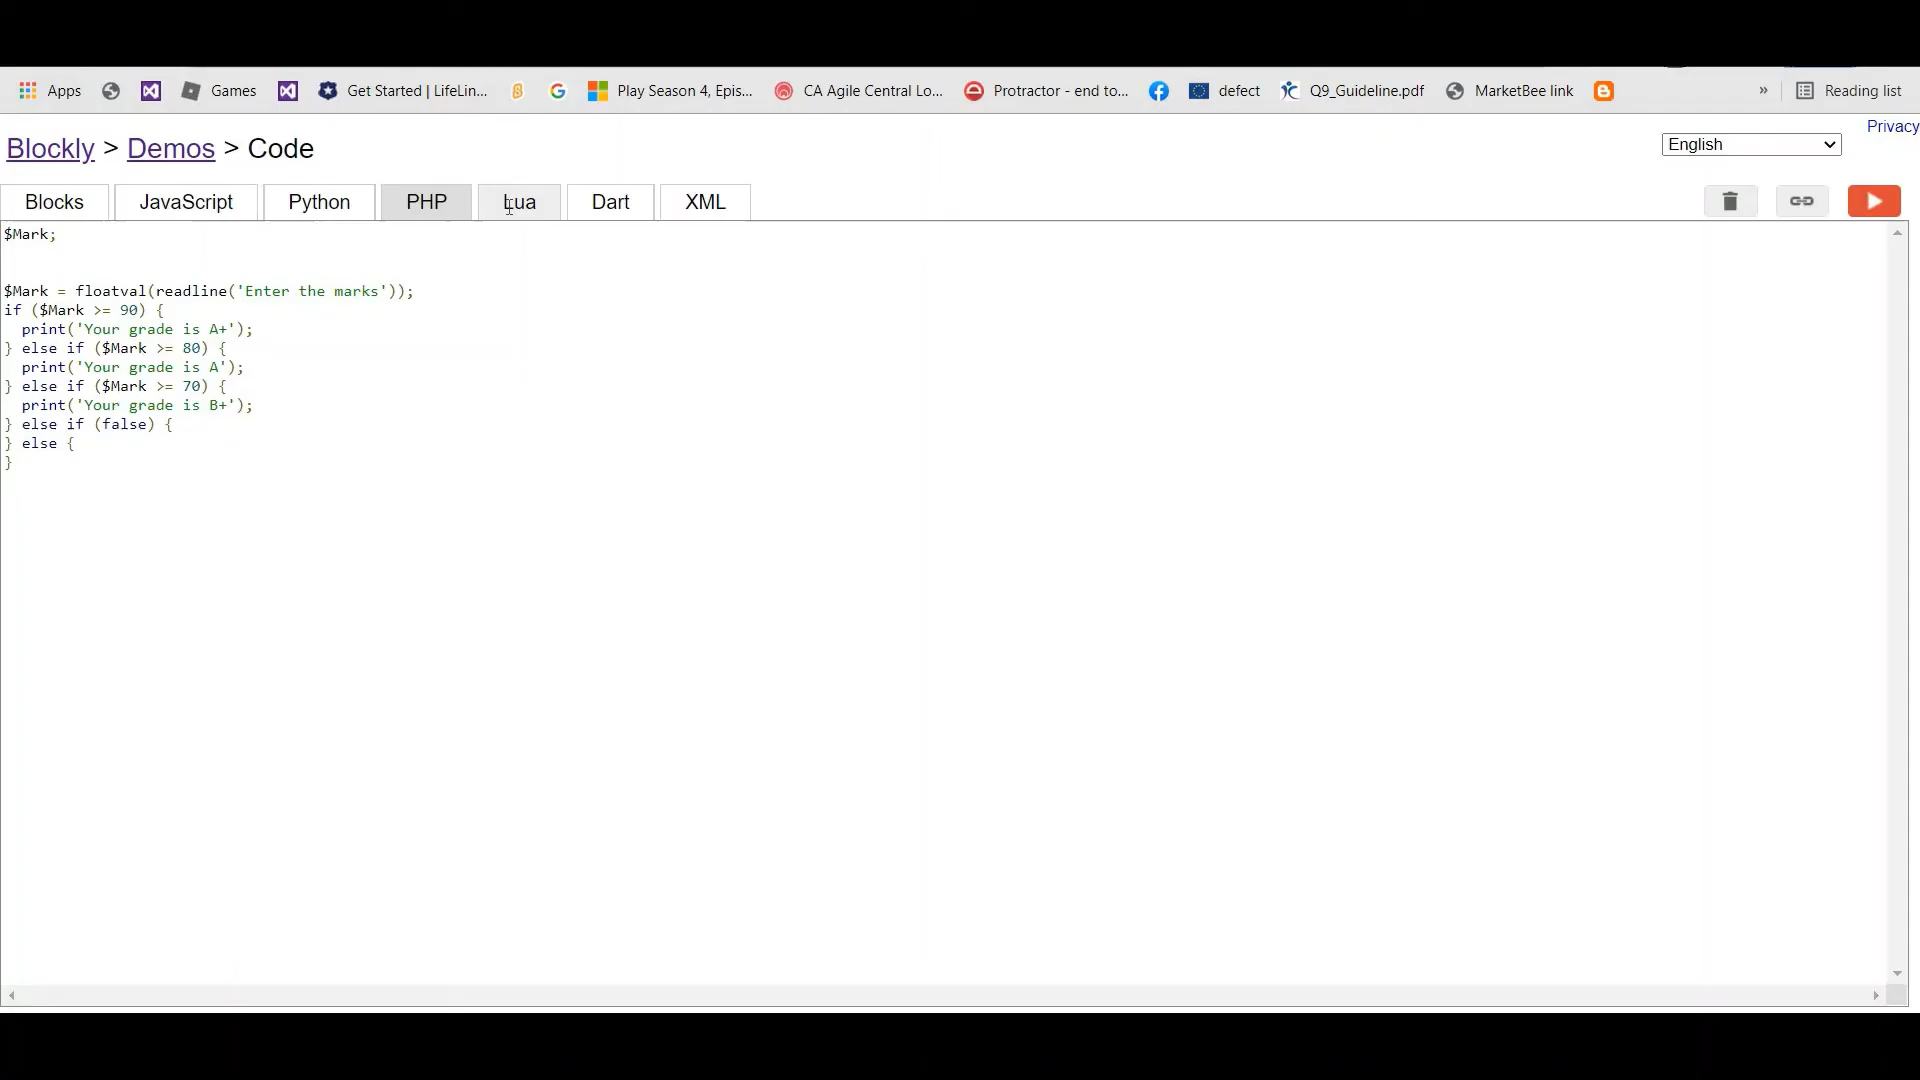 Apps Games Get Started | LifeLin... Play Season 4, Epis... CA Agile Central Lo... Protractor - end to... defect Q9_Guideline.pdf MarketBee link » Reading list
Privacy
Blockly > Demos > Code English
Blocks JavaScript Python PHP Lua Dart XML
$Mark;
$Mark = floatval(readline('Enter the marks'));
if ($Mark >= 90) {
print('Your grade is A+');
} else if ($Mark >= 80) {
print('Your grade is A');
} else if ($Mark >= 70) {
print('Your grade is B+');
} else if (false) {
} else {
}